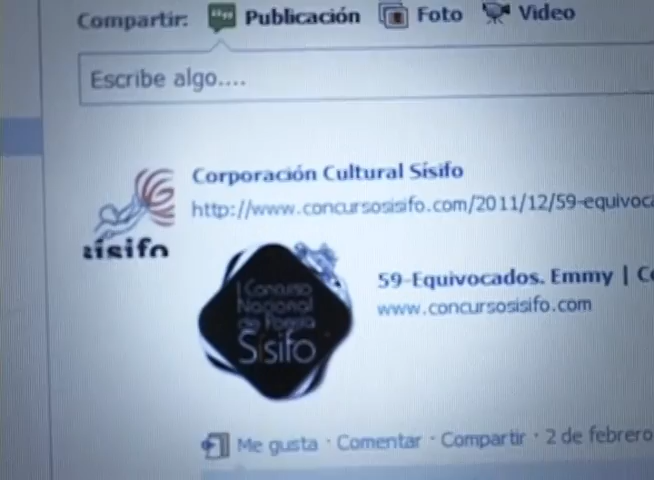 Compartir: Publicación Foto Video
Escribe algo....
Corporación Cultural Sísifo
http://www.concursosisifo.com/2011/12/59-equivoca
sísifo
59-Equivocados. Emmy | Co
www.concursosisifo.com
I Concurso
Nacional
de Poesía
Sísifo
Me gusta · Comentar · Compartir · 2 de febrero